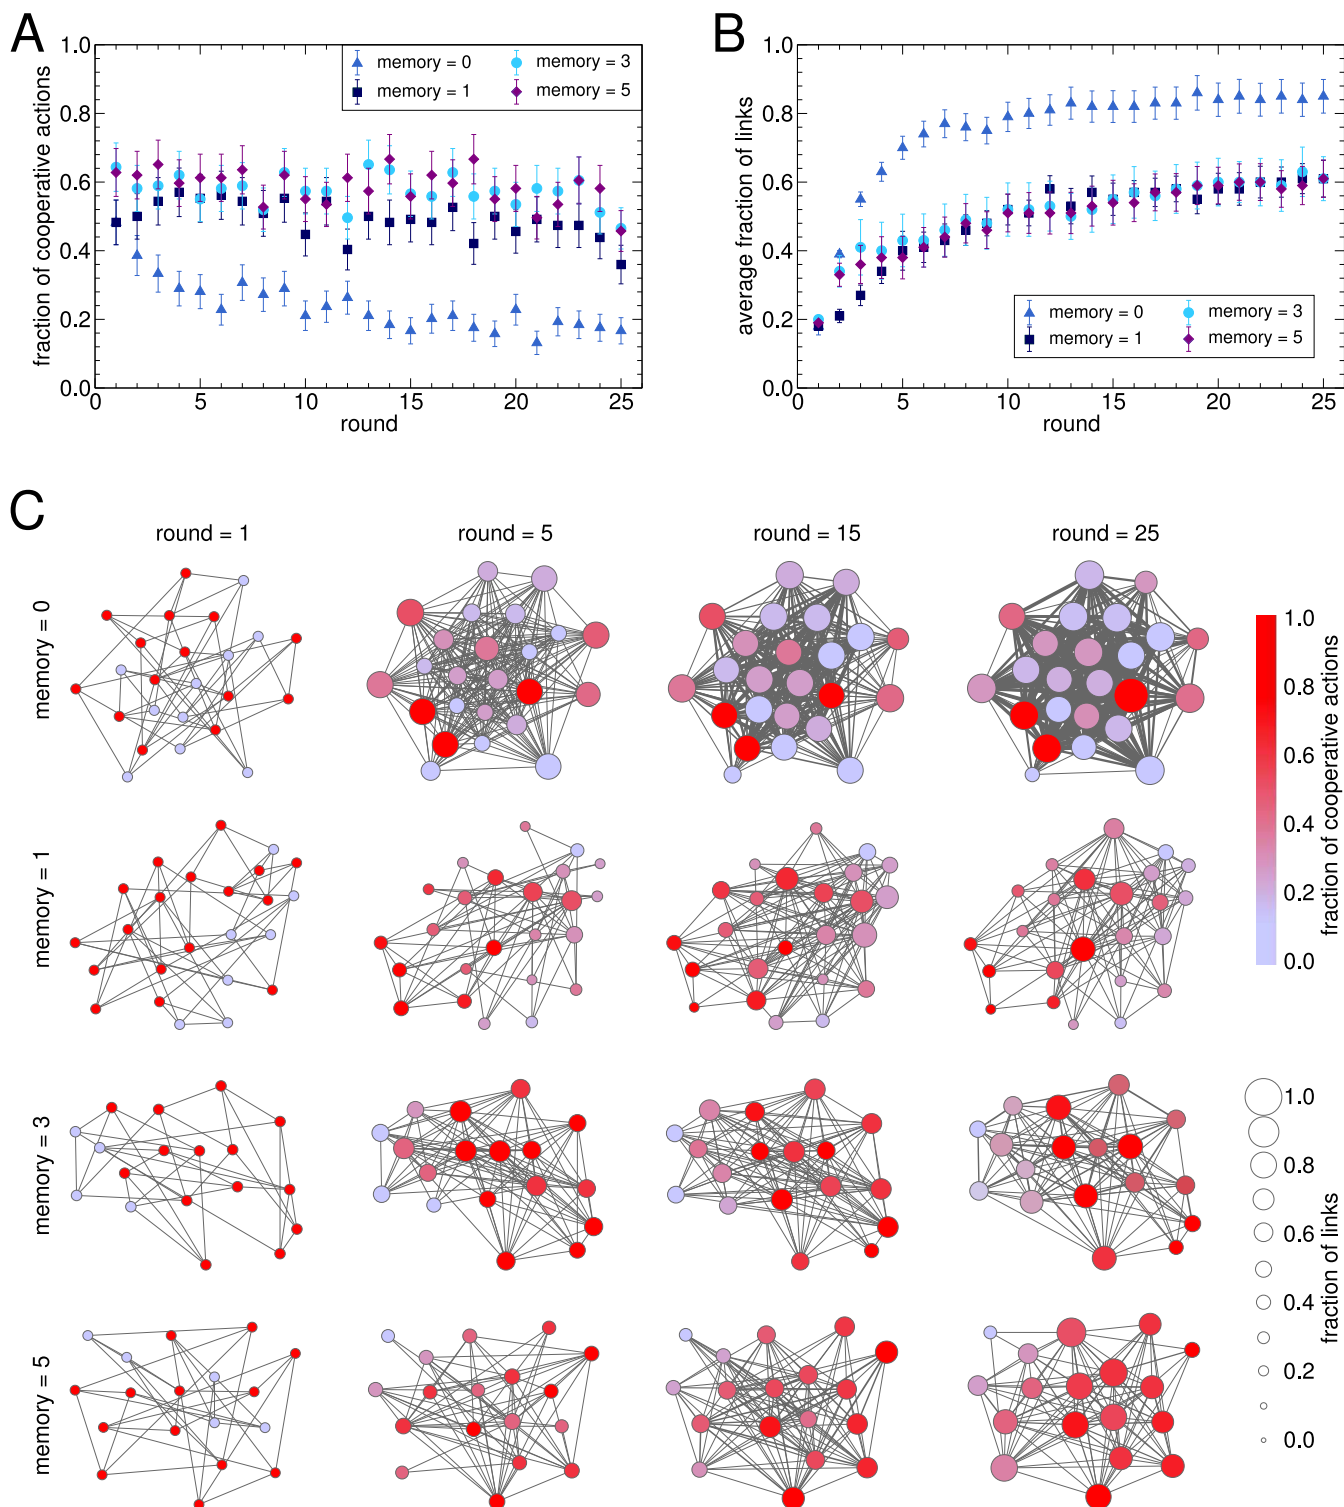 A
fraction of cooperative actions
1.0
0.8
0.6
0.4
0.2
0.0
0 5 10 15 20 25
round
memory = 0
memory = 3
memory = 1
memory = 5
B
average fraction of links
1.0
0.8
0.6
0.4
0.2
0.0
0 5 10 15 20 25
round
memory = 0
memory = 3
memory = 1
memory = 5
C
round = 1 round = 5 round = 15 round = 25
memory = 0
memory = 1
memory = 3
memory = 5
1.0
0.8
0.6
0.4
0.2
0.0
fraction of cooperative actions
1.0
0.8
0.6
0.4
0.2
0.0
fraction of links